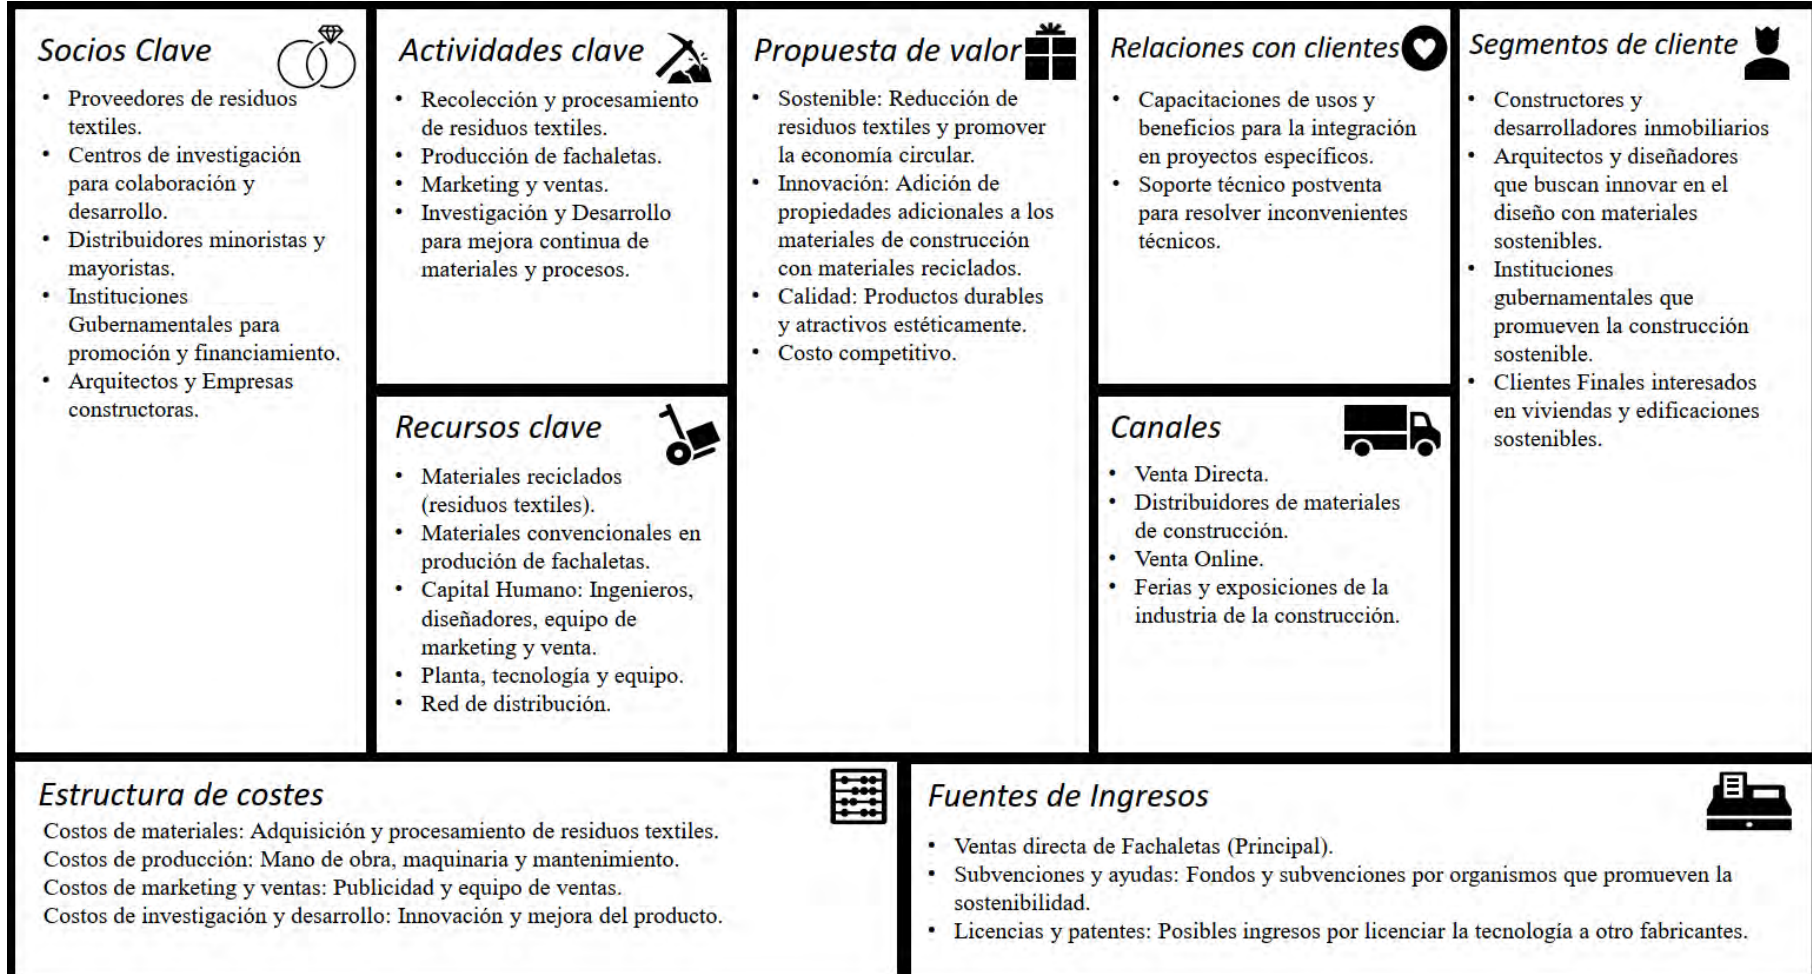 Socios Clave
• Proveedores de residuos
textiles.
• Centros de investigación
para colaboración y
desarrollo.
• Distribuidores minoristas y
mayoristas.
• Instituciones
Gubernamentales para
promoción y financiamiento.
• Arquitectos y Empresas
constructoras.
Actividades clave
• Recolección y procesamiento
de residuos textiles.
• Producción de fachaletas.
• Marketing y ventas.
• Investigación y Desarrollo
para mejora continua de
materiales y procesos.
Recursos clave
• Materiales reciclados
(residuos textiles).
• Materiales convencionales en
produción de fachaletas.
• Capital Humano: Ingenieros,
diseñadores, equipo de
marketing y venta.
• Planta, tecnología y equipo.
• Red de distribución.
Propuesta de valor
• Sostenible: Reducción de
residuos textiles y promover
la economía circular.
• Innovación: Adición de
propiedades adicionales a los
materiales de construcción
con materiales reciclados.
• Calidad: Productos durables
y atractivos estéticamente.
• Costo competitivo.
Relaciones con clientes
• Capacitaciones de usos y
beneficios para la integración
en proyectos específicos.
• Soporte técnico postventa
para resolver inconvenientes
técnicos.
Canales
• Venta Directa.
• Distribuidores de materiales
de construcción.
• Venta Online.
• Ferias y exposiciones de la
industria de la construcción.
Segmentos de cliente
• Constructores y
desarrolladores inmobiliarios
• Arquitectos y diseñadores
que buscan innovar en el
diseño con materiales
sostenibles.
• Instituciones
gubernamentales que
promueven la construcción
sostenible.
• Clientes Finales interesados
en viviendas y edificaciones
sostenibles.
Estructura de costes
Costos de materiales: Adquisición y procesamiento de residuos textiles.
Costos de producción: Mano de obra, maquinaria y mantenimiento.
Costos de marketing y ventas: Publicidad y equipo de ventas.
Costos de investigación y desarrollo: Innovación y mejora del producto.
Fuentes de Ingresos
• Ventas directa de Fachaletas (Principal).
• Subvenciones y ayudas: Fondos y subvenciones por organismos que promueven la
sostenibilidad.
• Licencias y patentes: Posibles ingresos por licenciar la tecnología a otro fabricantes.